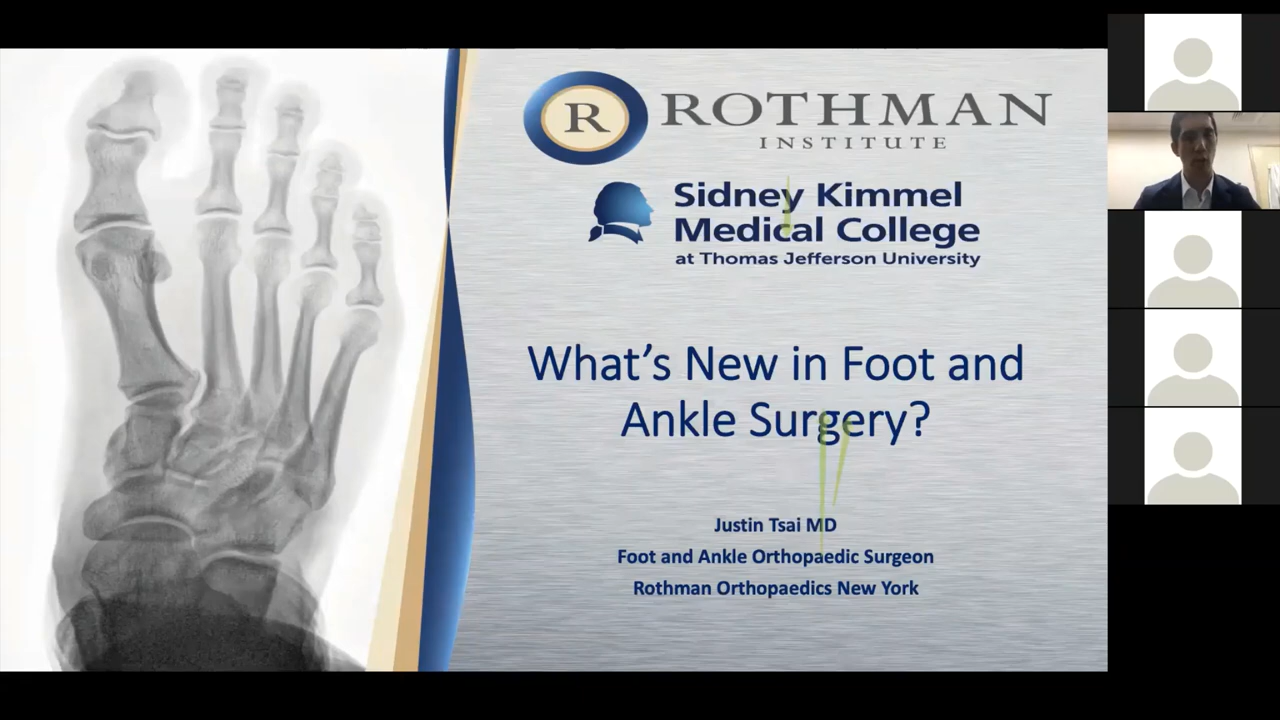 R ROTHMAN
INSTITUTE
Sidney Kimmel
Medical College
at Thomas Jefferson University
What's New in Foot and
Ankle Surgery?
Justin Tsai MD
Foot and Ankle Orthopaedic Surgeon
Rothman Orthopaedics New York